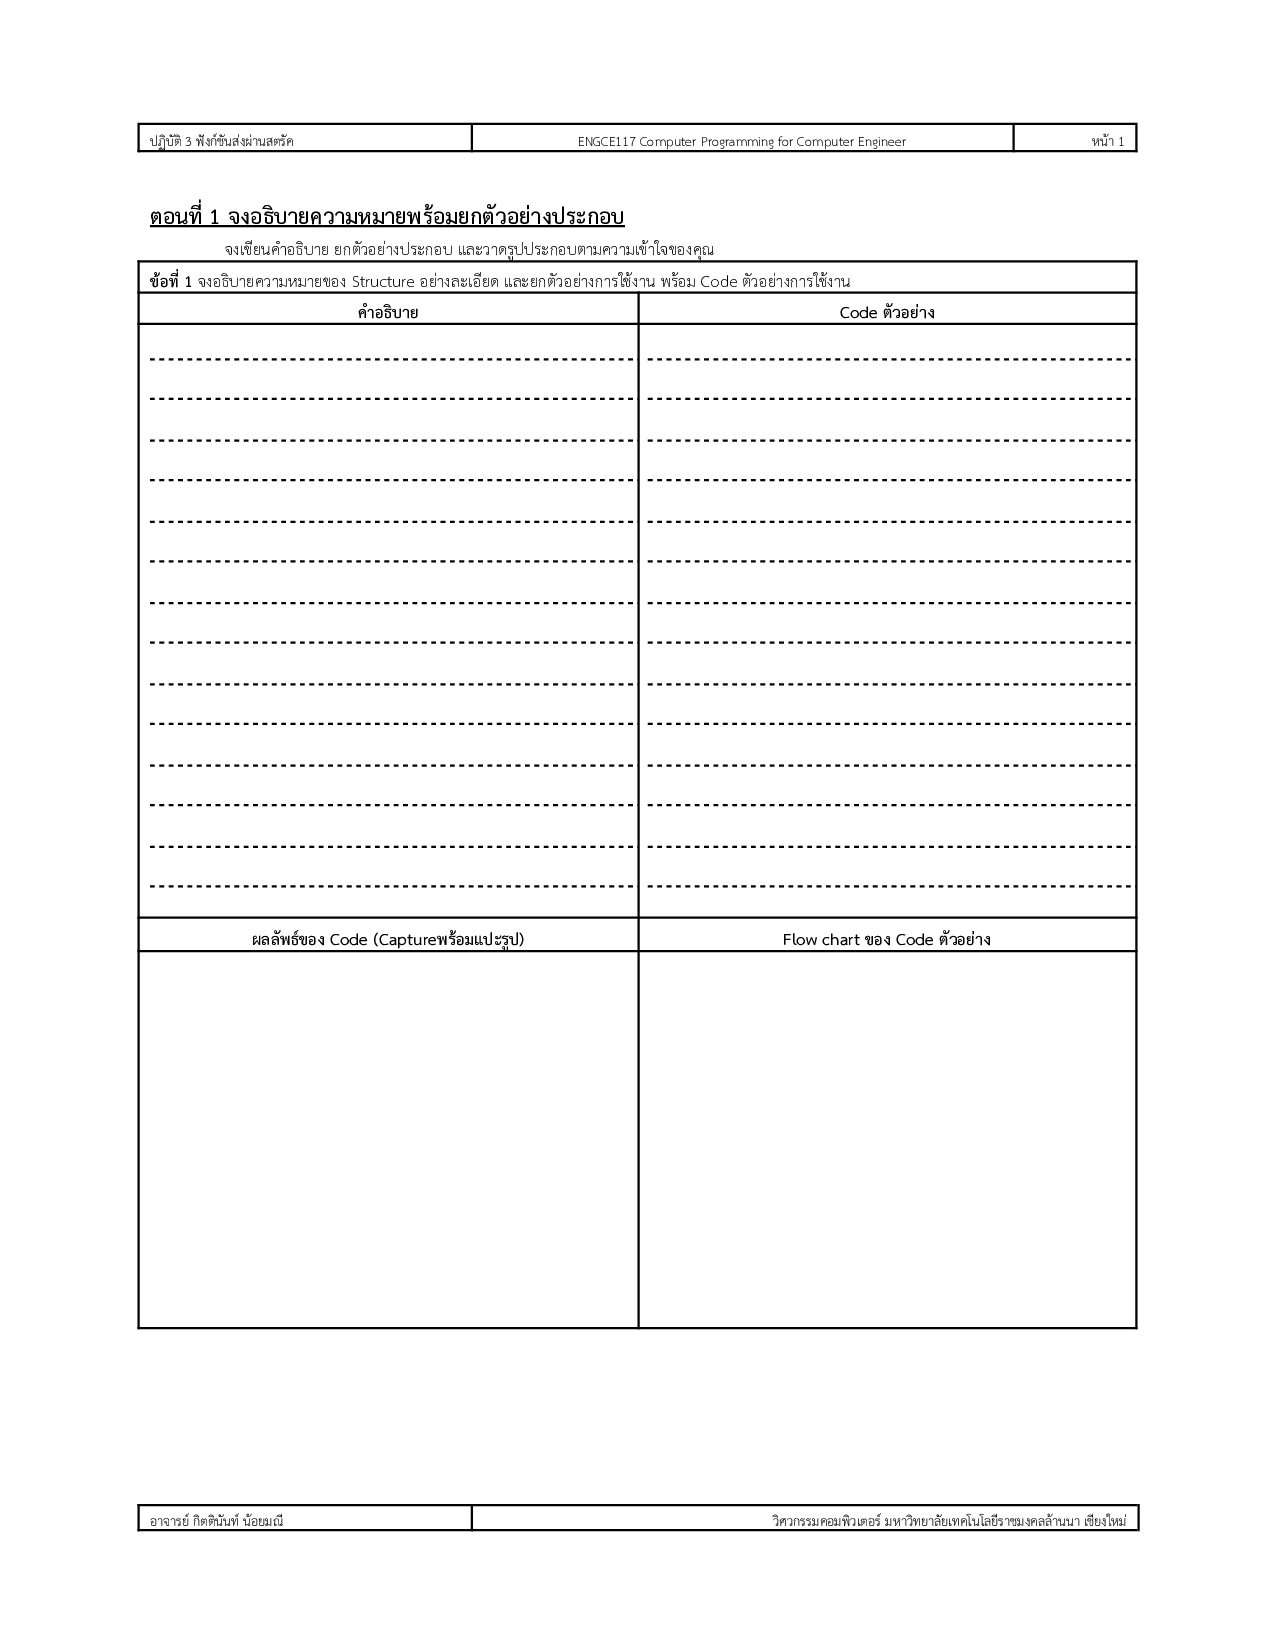 ปฏิบัติ 3 ฟังก์ชันส่งผ่านสตรัค ENGCE117 Computer Programming for Computer Engineer หน้า 1
ตอนที่ 1 จงอธิบายความหมายพร้อมยกตัวอย่างประกอบ
จงเขียนคำอธิบาย ยกตัวอย่างประกอบ และวาดรูปประกอบตามความเข้าใจของคุณ
ข้อที่ 1 จงอธิบายความหมายของ Structure อย่างละเอียด และยกตัวอย่างการใช้งาน พร้อม Code ตัวอย่างการใช้งาน
คำอธิบาย Code ตัวอย่าง
ผลลัพธ์ของ Code (Captureพร้อมแปะรูป) Flow chart ของ Code ตัวอย่าง
อาจารย์ กิตตินันท์ น้อยมณี วิศวกรรมคอมพิวเตอร์ มหาวิทยาลัยเทคโนโลยีราชมงคลล้านนา เชียงใหม่